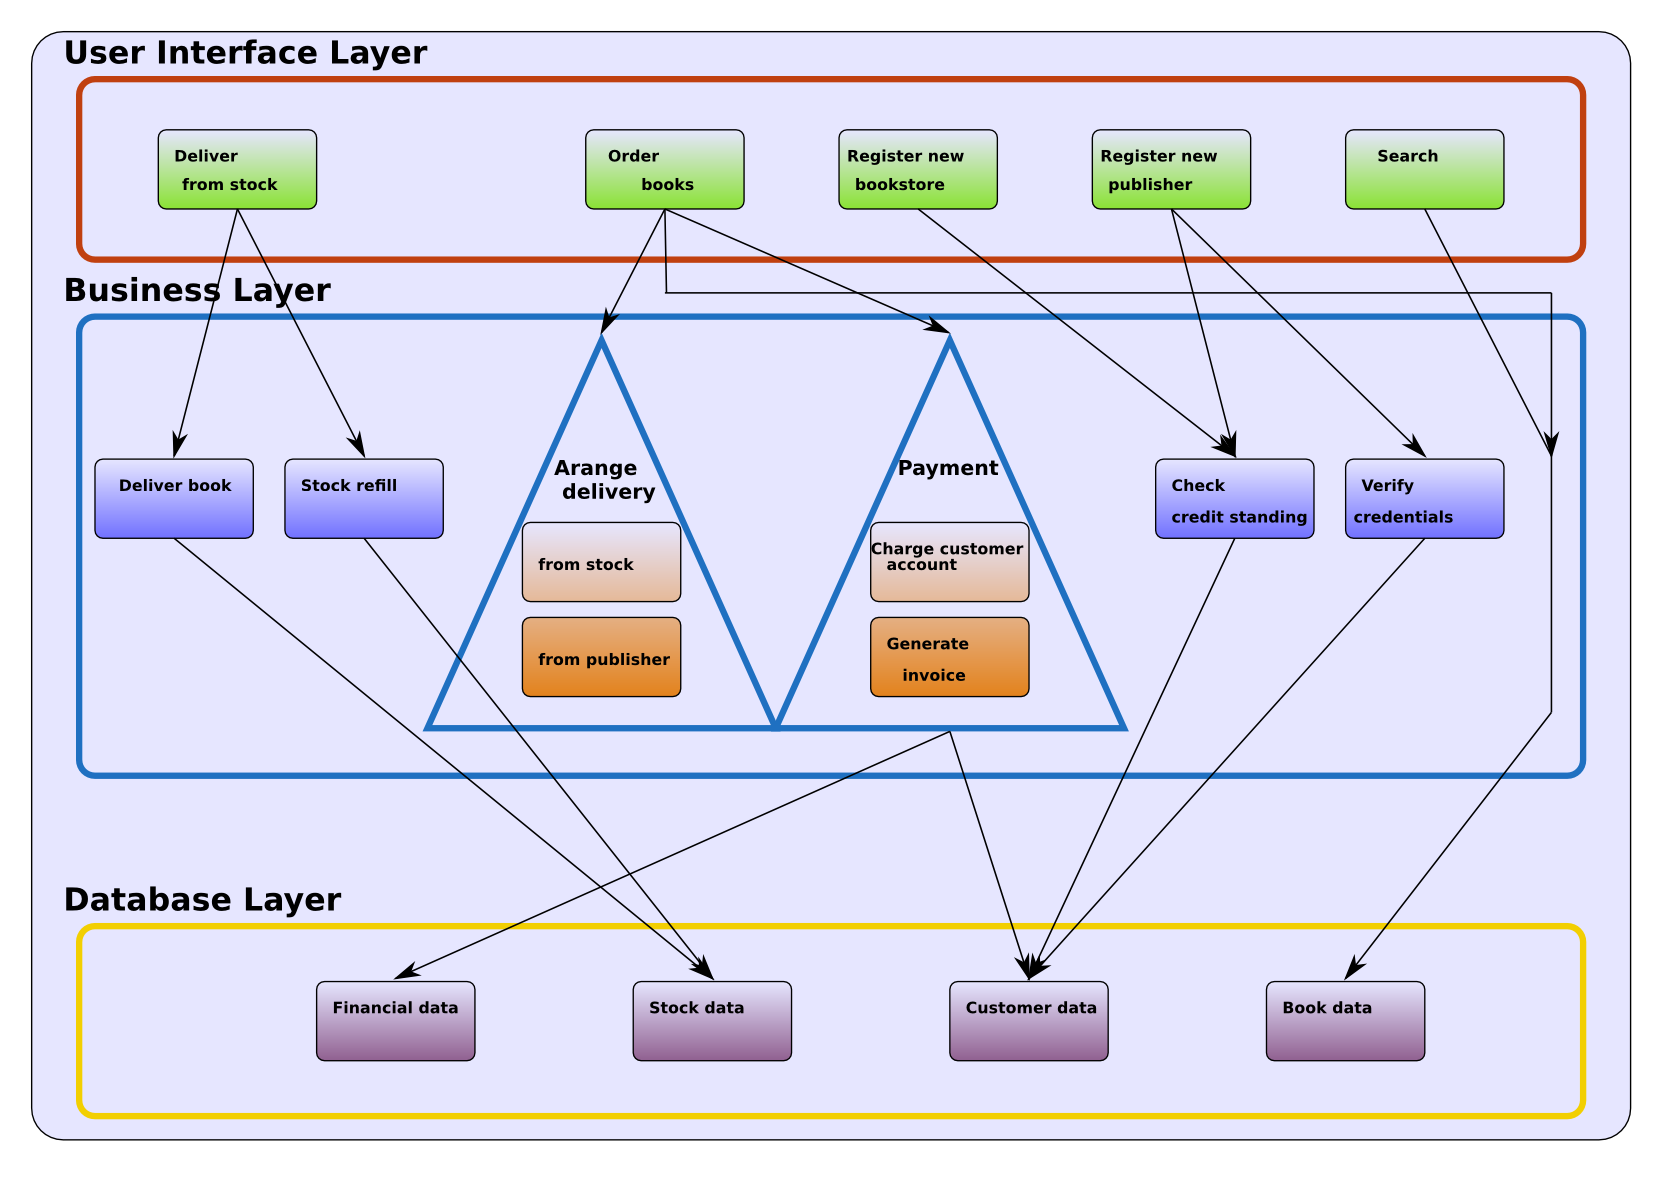 User Interface Layer
Deliver
from stock
Order
books
Register new
bookstore
Register new
publisher
Search
Business Layer
Deliver book
Stock refill
Arange
delivery
from stock
from publisher
Payment
Charge customer
account
Generate
invoice
Check
credit standing
Verify
credentials
Database Layer
Financial data
Stock data
Customer data
Book data